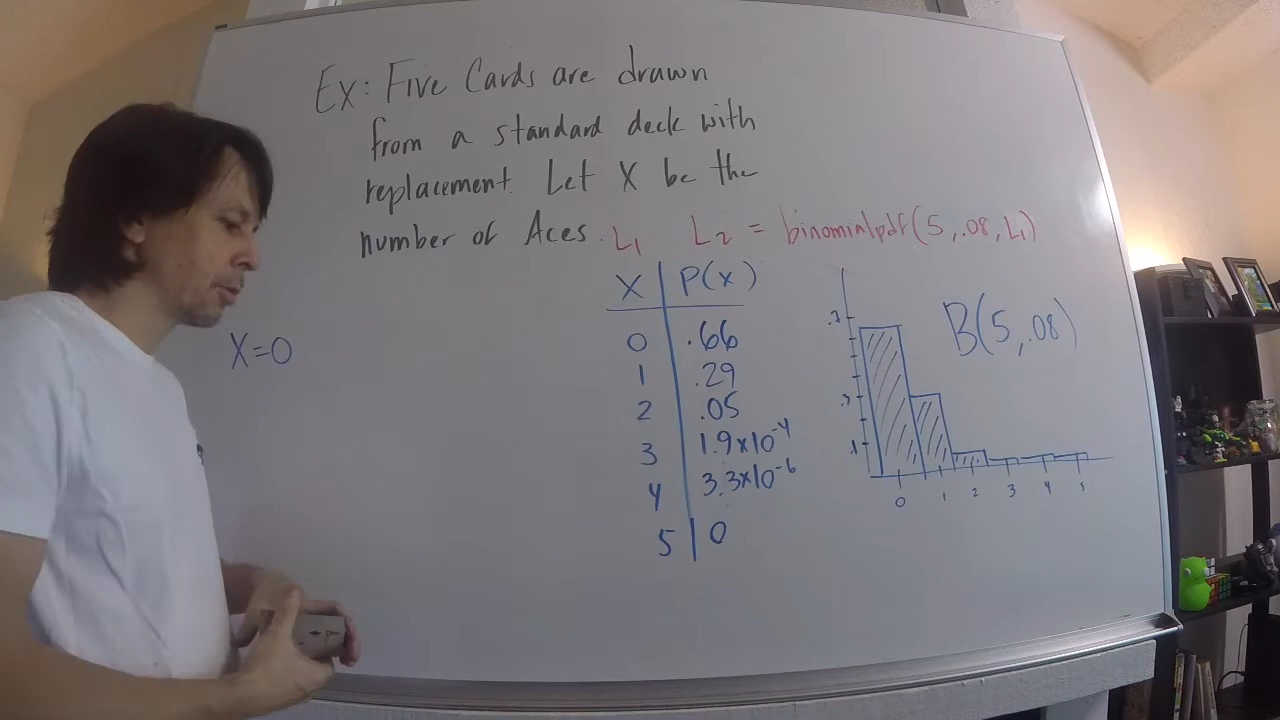 Ex: Five Cards are drawn
from a standard deck with
replacement. Let X be the
number of Aces.
L₁ L₂ = binomialpdf(5, .08, L₁)
X P(x)
0 .66
1 .29
2 .05
3 1.9x10⁻⁴
4 3.3x10⁻⁶
5 0
X=0
B(5, .08)
.7
.1
0 1 2 3 4 5